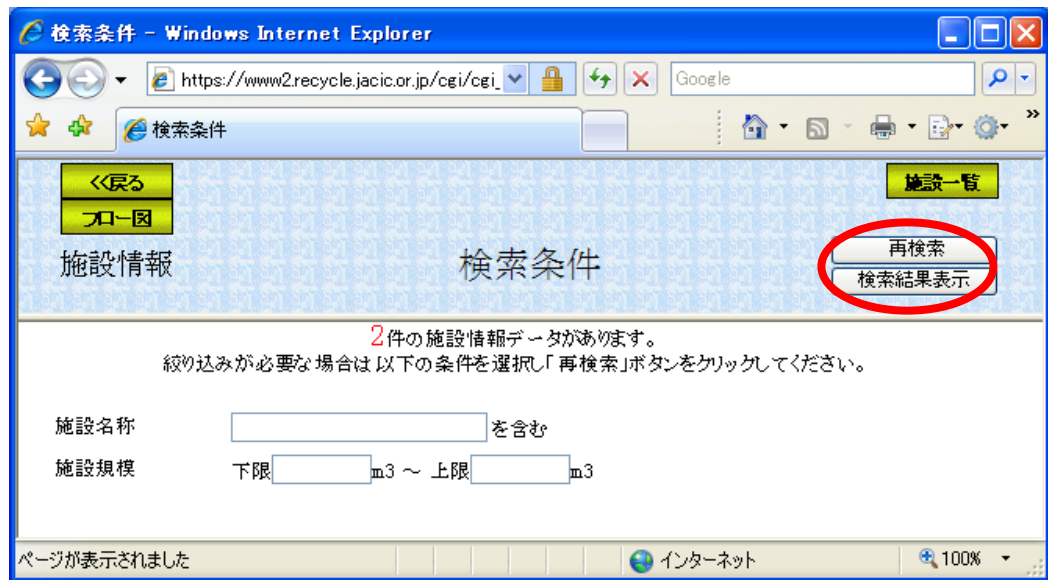 検索条件 - Windows Internet Explorer
https://www2.recycle.jacic.or.jp/cgi/cgi_
Google
検索条件
<<戻る
施設一覧
フロー図
施設情報
検索条件
再検索
検索結果表示
2件の施設情報データがあります。
絞り込みが必要な場合は以下の条件を選択し「再検索」ボタンをクリックしてください。
施設名称 を含む
施設規模 下限 m3 ～ 上限 m3
ページが表示されました インターネット 100%